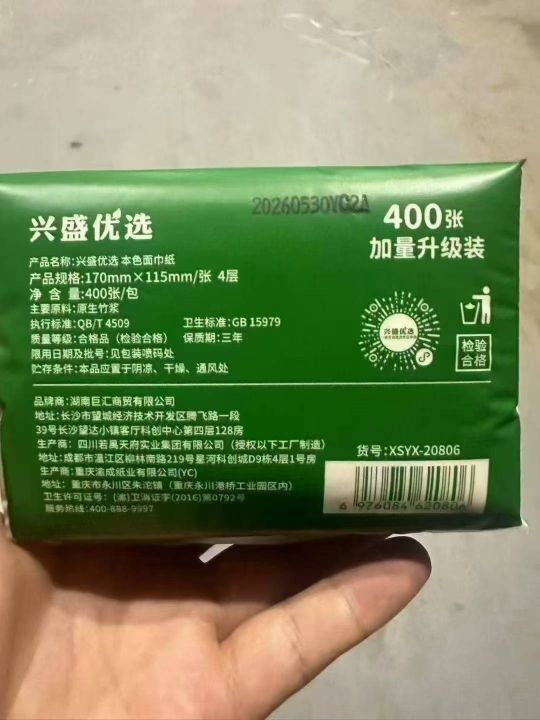 20260530YC2A
兴盛优选
400张
加量升级装
产品名称:兴盛优选 本色面巾纸
产品规格:170mm×115mm/张 4层
净 含 量:400张/包
主要原料:原生竹浆
执行标准:QB/T 4509 卫生标准:GB 15979
质量等级:合格品（检验合格） 保质期:三年
限用日期及批号:见包装喷码处
贮存条件:本品应置于阴凉、干燥、通风处
兴盛优选
检验
合格
品牌商:湖南巨汇商贸有限公司
地址:长沙市望城经济技术开发区腾飞路一段
39号长沙望达小镇客厅科创中心第四层128房
生产商:四川若禺天府实业集团有限公司（授权以下工厂制造）
地址:成都市温江区柳林南路219号星河科创城D9栋4层1号房
生产商:重庆渝成纸业有限公司(YC)
地址:重庆市永川区朱沱镇（重庆永川港桥工业园区内）
卫生许可证号:[渝]卫消证字(2016)第0792号
服务热线:400-888-9997
货号:XSYX-20806
6 976084 620806